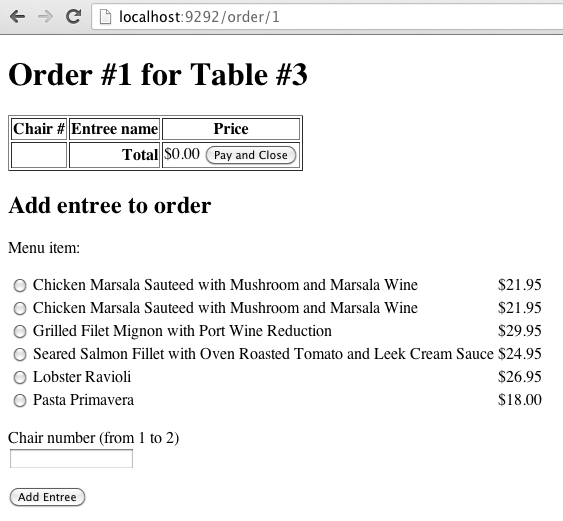 localhost:9292/order/1
Order #1 for Table #3
Chair # Entree name Price
Total $0.00 Pay and Close
Add entree to order
Menu item:
Chicken Marsala Sauteed with Mushroom and Marsala Wine $21.95
Chicken Marsala Sauteed with Mushroom and Marsala Wine $21.95
Grilled Filet Mignon with Port Wine Reduction $29.95
Seared Salmon Fillet with Oven Roasted Tomato and Leek Cream Sauce $24.95
Lobster Ravioli $26.95
Pasta Primavera $18.00
Chair number (from 1 to 2)
Add Entree